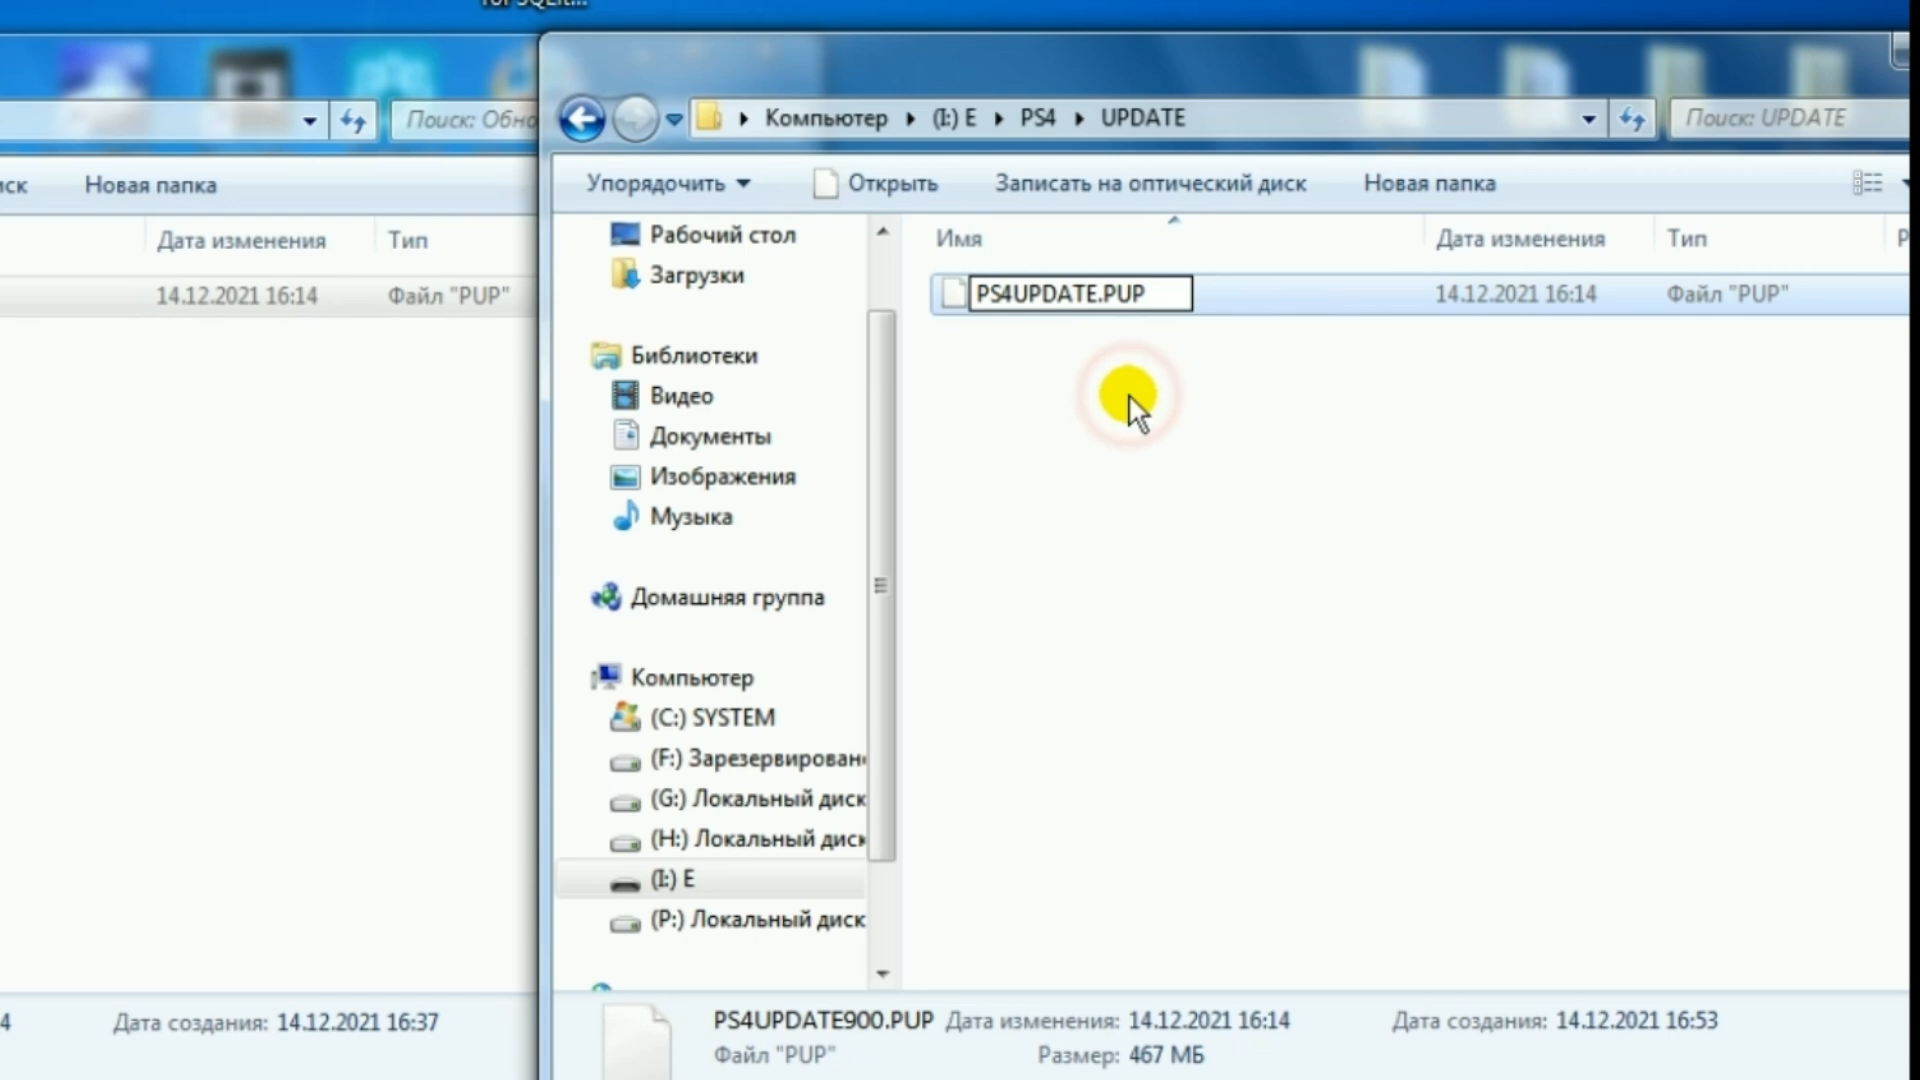 Поиск: Обно
Новая папка
Дата изменения
Тип
14.12.2021 16:14
Файл "PUP"
4
Дата создания: 14.12.2021 16:37
Компьютер
(I:) E
PS4
UPDATE
Поиск: UPDATE
Упорядочить
Открыть
Записать на оптический диск
Новая папка
Рабочий стол
Загрузки
Библиотеки
Видео
Документы
Изображения
Музыка
Домашняя группа
Компьютер
(C:) SYSTEM
(F:) Зарезервирован
(G:) Локальный диск
(H:) Локальный диск
(I:) E
(P:) Локальный диск
Имя
Дата изменения
Тип
Р
PS4UPDATE.PUP
14.12.2021 16:14
Файл "PUP"
PS4UPDATE900.PUP
Дата изменения: 14.12.2021 16:14
Дата создания: 14.12.2021 16:53
Файл "PUP"
Размер: 467 МБ